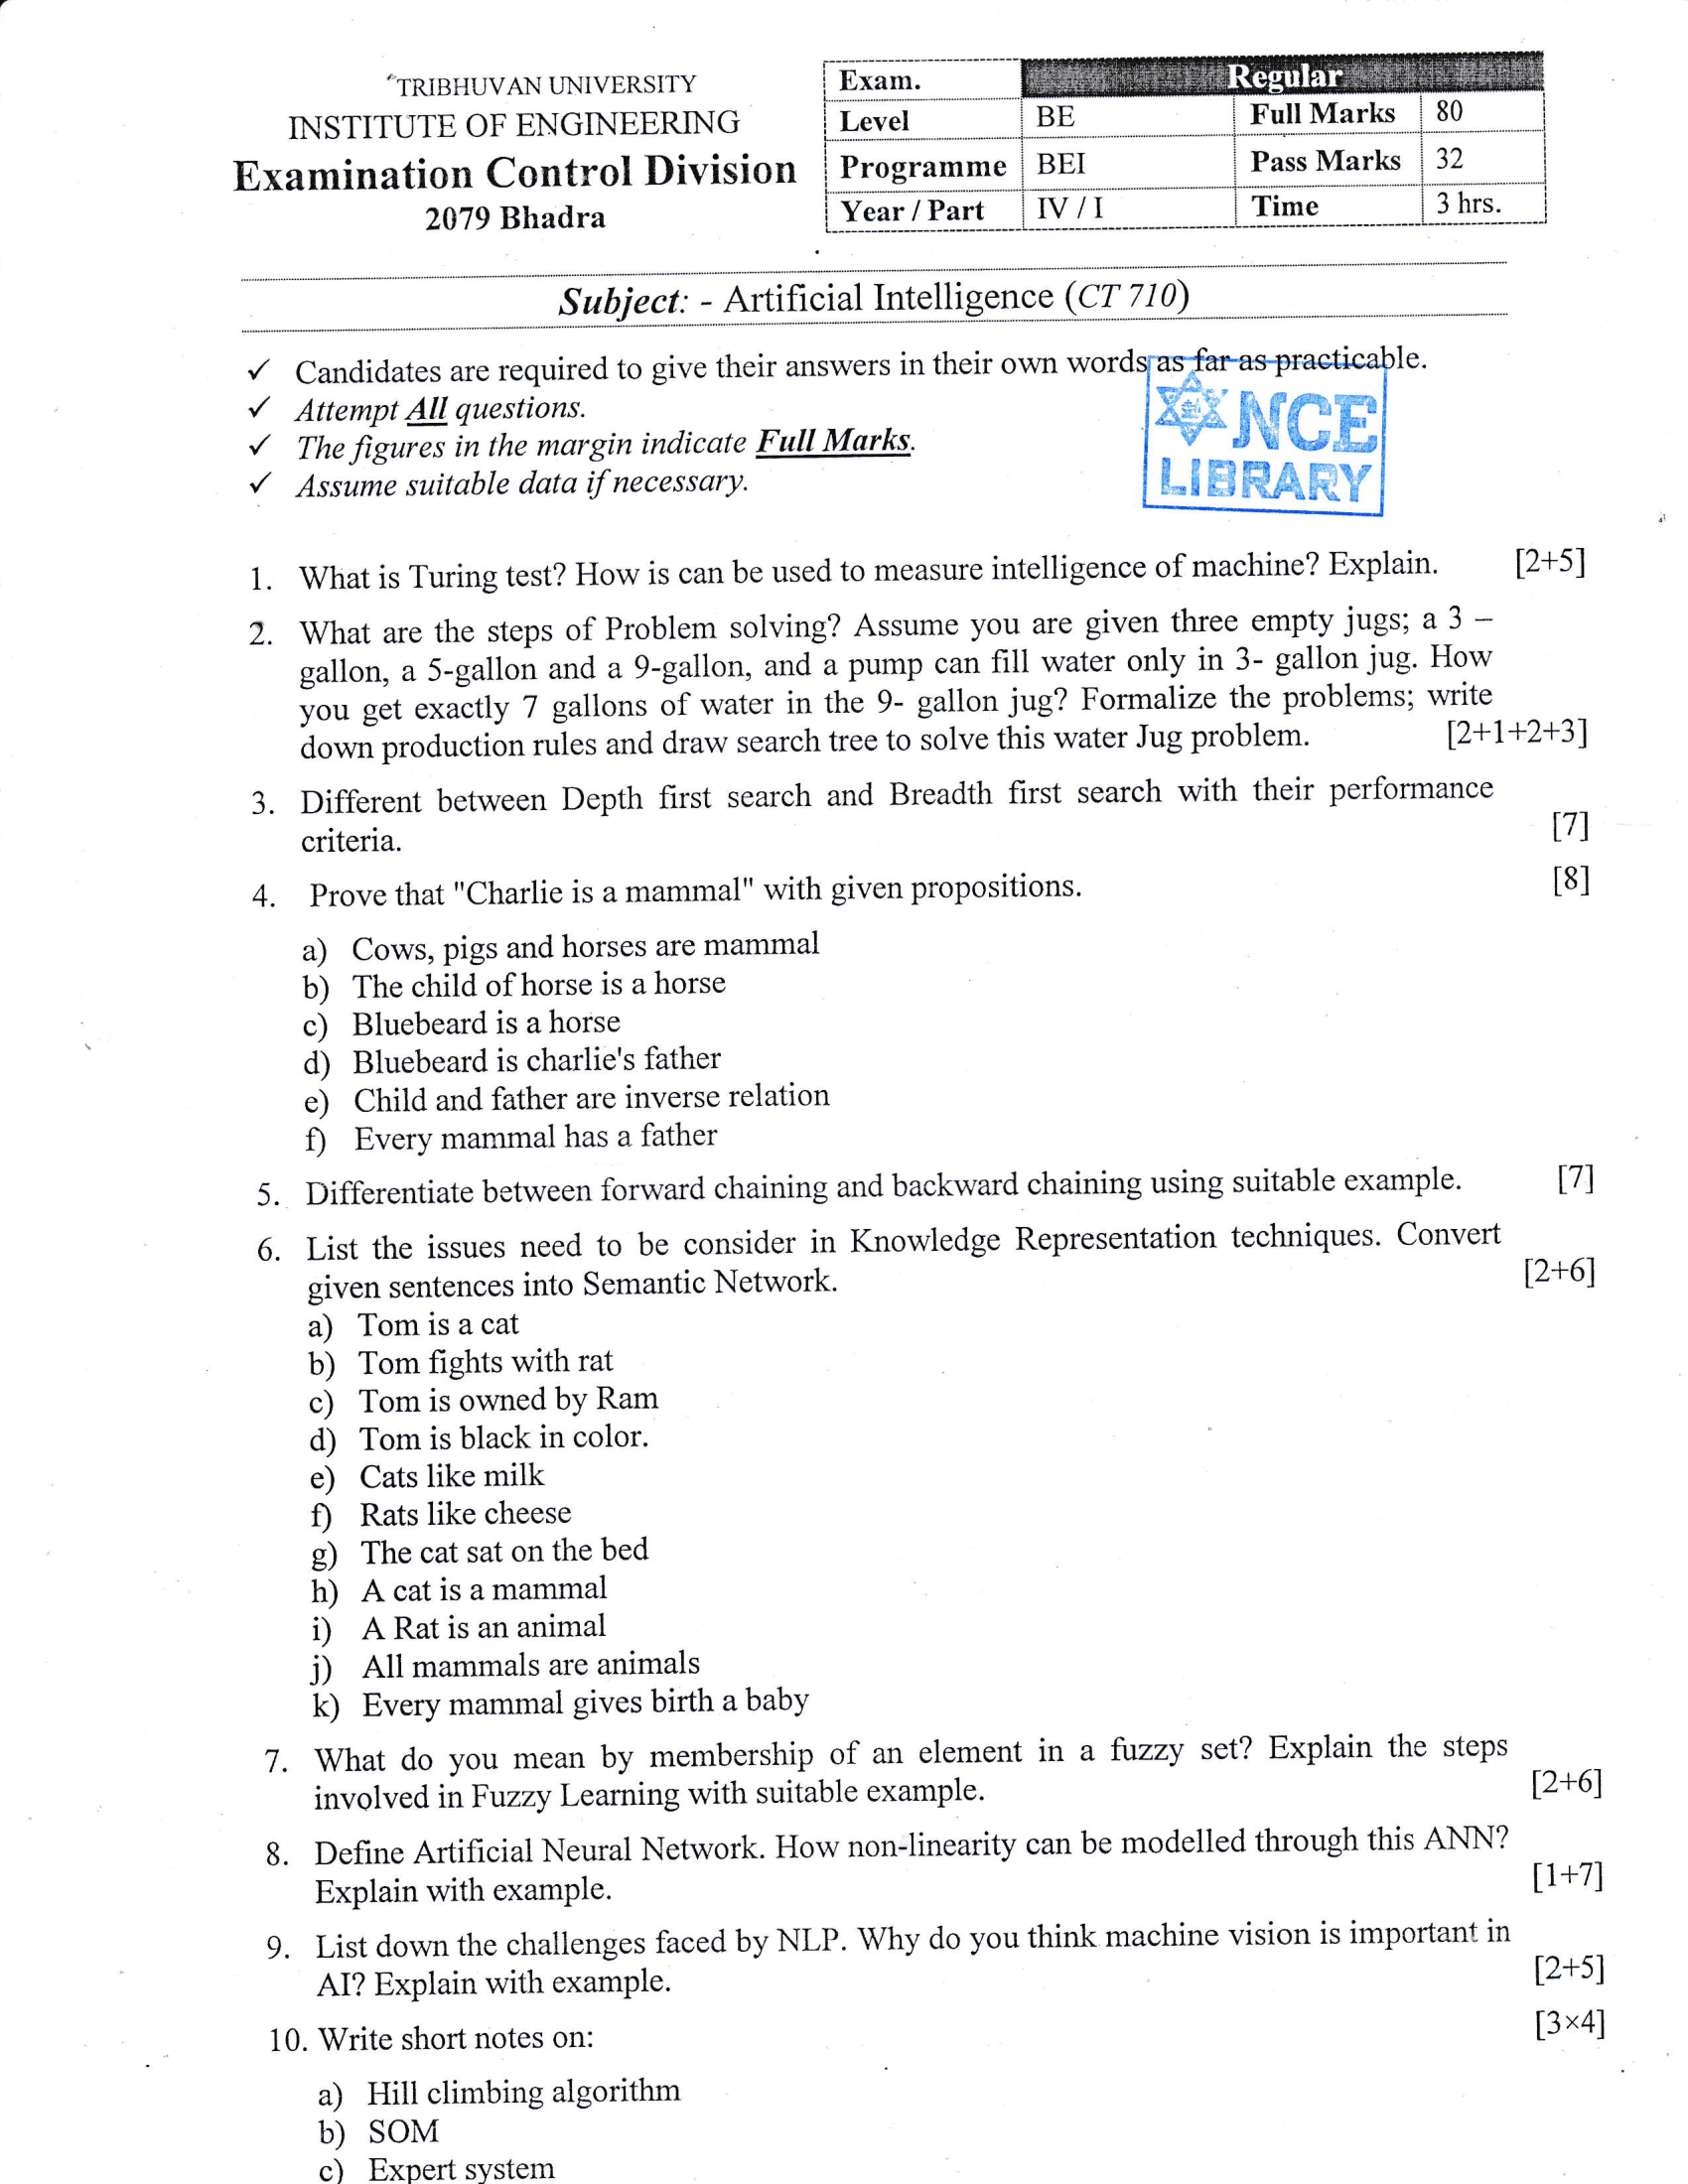 TRIBHUVAN UNIVERSITY
INSTITUTE OF ENGINEERING
Examination Control Division
2079 Bhadra
Exam. Regular
Level BE Full Marks 80
Programme BEI Pass Marks 32
Year / Part IV / I Time 3 hrs.
Subject: - Artificial Intelligence (CT 710)
✓ Candidates are required to give their answers in their own words as far as practicable.
✓ Attempt All questions.
✓ The figures in the margin indicate Full Marks.
✓ Assume suitable data if necessary.
NCE
LIBRARY
1. What is Turing test? How is can be used to measure intelligence of machine? Explain. [2+5]
2. What are the steps of Problem solving? Assume you are given three empty jugs; a 3 –
gallon, a 5-gallon and a 9-gallon, and a pump can fill water only in 3- gallon jug. How
you get exactly 7 gallons of water in the 9- gallon jug? Formalize the problems; write
down production rules and draw search tree to solve this water Jug problem. [2+1+2+3]
3. Different between Depth first search and Breadth first search with their performance
criteria. [7]
4. Prove that "Charlie is a mammal" with given propositions. [8]
a) Cows, pigs and horses are mammal
b) The child of horse is a horse
c) Bluebeard is a horse
d) Bluebeard is charlie's father
e) Child and father are inverse relation
f) Every mammal has a father
5. Differentiate between forward chaining and backward chaining using suitable example. [7]
6. List the issues need to be consider in Knowledge Representation techniques. Convert
given sentences into Semantic Network. [2+6]
a) Tom is a cat
b) Tom fights with rat
c) Tom is owned by Ram
d) Tom is black in color.
e) Cats like milk
f) Rats like cheese
g) The cat sat on the bed
h) A cat is a mammal
i) A Rat is an animal
j) All mammals are animals
k) Every mammal gives birth a baby
7. What do you mean by membership of an element in a fuzzy set? Explain the steps
involved in Fuzzy Learning with suitable example. [2+6]
8. Define Artificial Neural Network. How non-linearity can be modelled through this ANN?
Explain with example. [1+7]
9. List down the challenges faced by NLP. Why do you think machine vision is important in
AI? Explain with example. [2+5]
10. Write short notes on: [3×4]
a) Hill climbing algorithm
b) SOM
c) Expert system